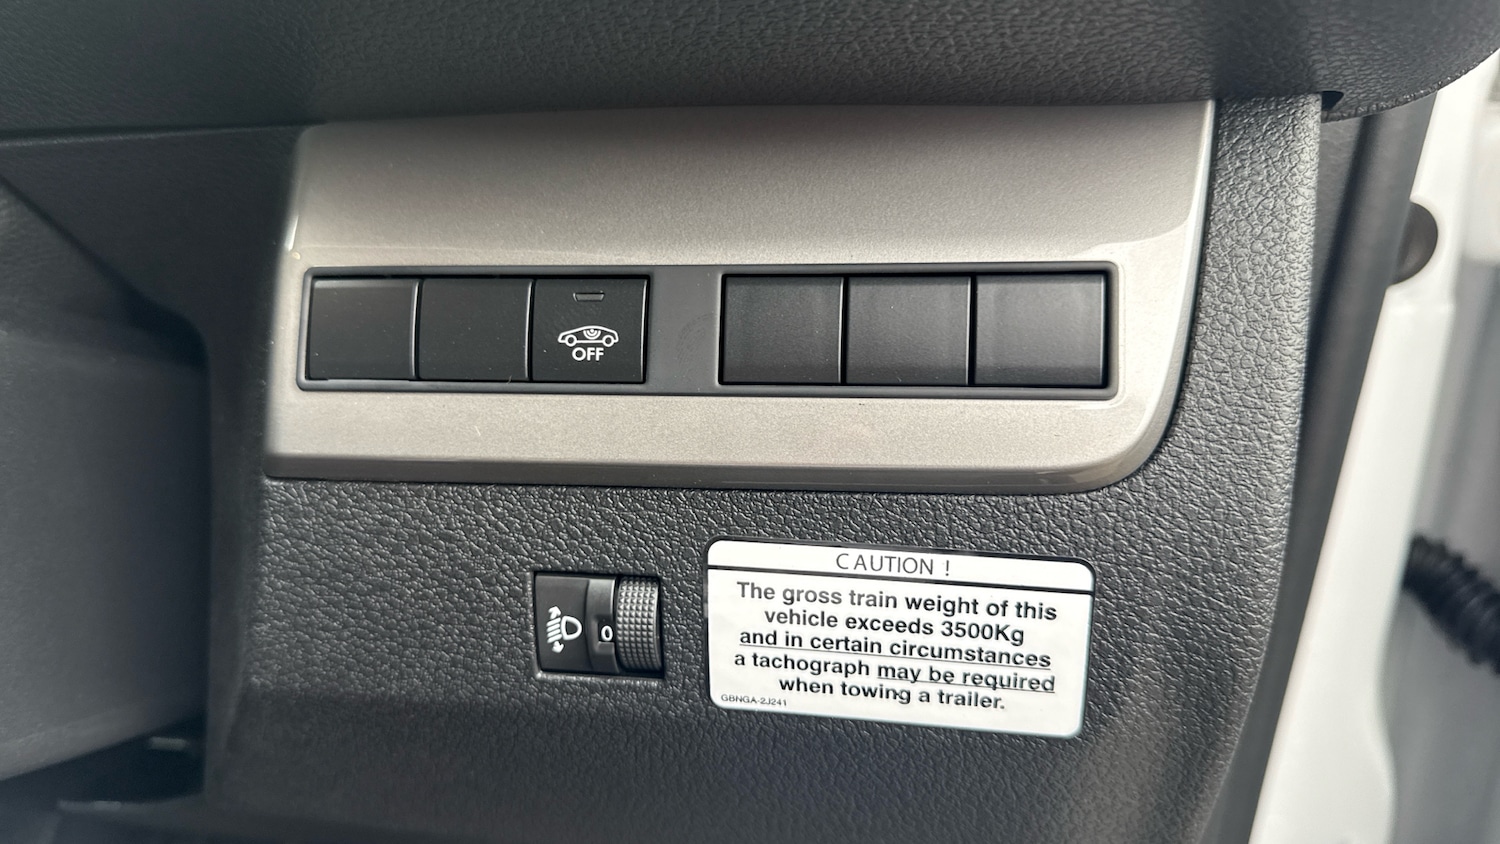 OFF
0
CAUTION !
The gross train weight of this
vehicle exceeds 3500Kg
and in certain circumstances
a tachograph may be required
when towing a trailer.
GBNGA-2J241